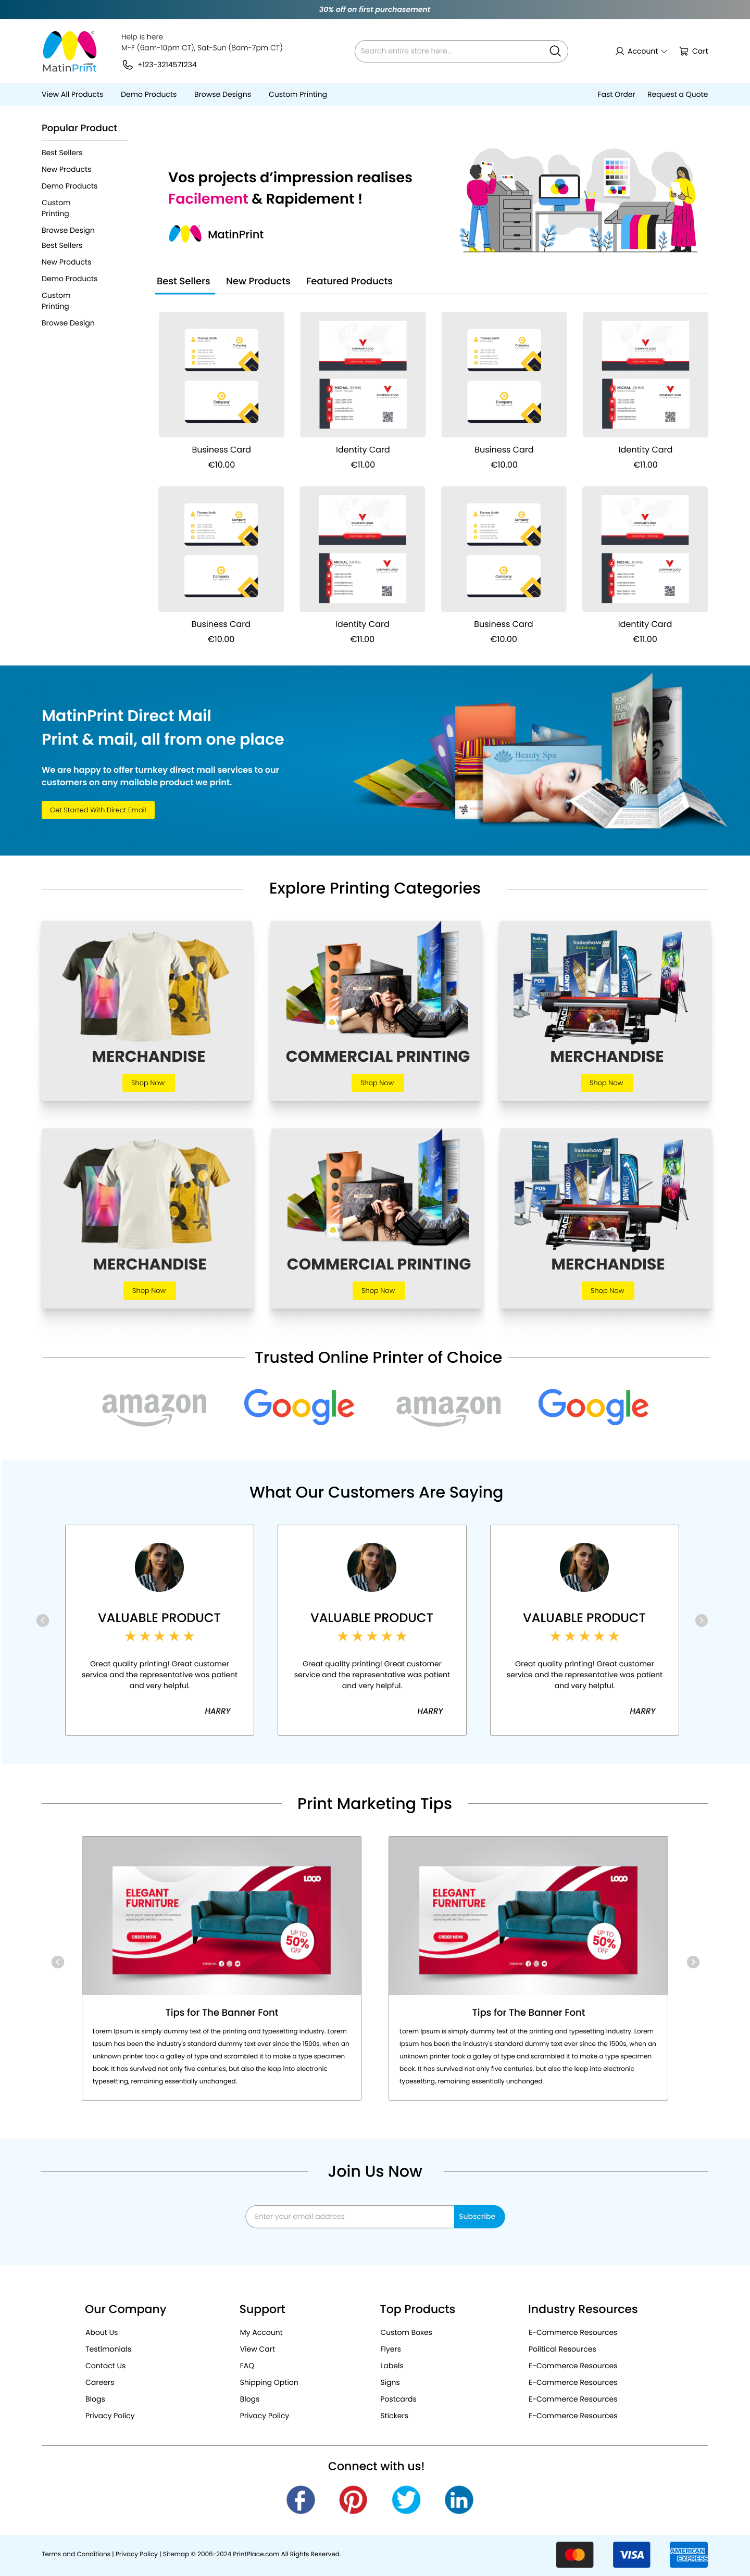 30% off on first purchasement
Help is here
M-F (6am-10pm CT), Sat-Sun (8am-7pm CT)
+123-3214571234
MatinPrint
Search entire store here...
Account
Cart
View All Products
Demo Products
Browse Designs
Custom Printing
Fast Order
Request a Quote
Popular Product
Best Sellers
New Products
Demo Products
Custom
Printing
Browse Design
Best Sellers
New Products
Demo Products
Custom
Printing
Browse Design
Vos projects d’impression realises
Facilement & Rapidement !
MatinPrint
Best Sellers
New Products
Featured Products
Business Card
€10.00
Identity Card
€11.00
Business Card
€10.00
Identity Card
€11.00
Business Card
€10.00
Identity Card
€11.00
Business Card
€10.00
Identity Card
€11.00
MatinPrint Direct Mail
Print & mail, all from one place
We are happy to offer turnkey direct mail services to our
customers on any mailable product we print.
Get Started With Direct Email
Beauty Spa
Explore Printing Categories
MERCHANDISE
Shop Now
COMMERCIAL PRINTING
Shop Now
MERCHANDISE
Shop Now
MERCHANDISE
Shop Now
COMMERCIAL PRINTING
Shop Now
MERCHANDISE
Shop Now
Trusted Online Printer of Choice
amazon
Google
amazon
Google
What Our Customers Are Saying
VALUABLE PRODUCT
Great quality printing! Great customer
service and the representative was patient
and very helpful.
HARRY
VALUABLE PRODUCT
Great quality printing! Great customer
service and the representative was patient
and very helpful.
HARRY
VALUABLE PRODUCT
Great quality printing! Great customer
service and the representative was patient
and very helpful.
HARRY
Print Marketing Tips
LOGO
ELEGANT
FURNITURE
ORDER NOW
UP TO
50%
OFF
Tips for The Banner Font
Lorem Ipsum is simply dummy text of the printing and typesetting industry. Lorem
Ipsum has been the industry's standard dummy text ever since the 1500s, when an
unknown printer took a galley of type and scrambled it to make a type specimen
book. It has survived not only five centuries, but also the leap into electronic
typesetting, remaining essentially unchanged.
LOGO
ELEGANT
FURNITURE
ORDER NOW
UP TO
50%
OFF
Tips for The Banner Font
Lorem Ipsum is simply dummy text of the printing and typesetting industry. Lorem
Ipsum has been the industry's standard dummy text ever since the 1500s, when an
unknown printer took a galley of type and scrambled it to make a type specimen
book. It has survived not only five centuries, but also the leap into electronic
typesetting, remaining essentially unchanged.
Join Us Now
Enter your email address
Subscribe
Our Company
About Us
Testimonials
Contact Us
Careers
Blogs
Privacy Policy
Support
My Account
View Cart
FAQ
Shipping Option
Blogs
Privacy Policy
Top Products
Custom Boxes
Flyers
Labels
Signs
Postcards
Stickers
Industry Resources
E-Commerce Resources
Political Resources
E-Commerce Resources
E-Commerce Resources
E-Commerce Resources
E-Commerce Resources
Connect with us!
Terms and Conditions | Privacy Policy | Sitemap © 2006-2024 PrintPlace.com All Rights Reserved.
VISA
AMERICAN
EXPRESS